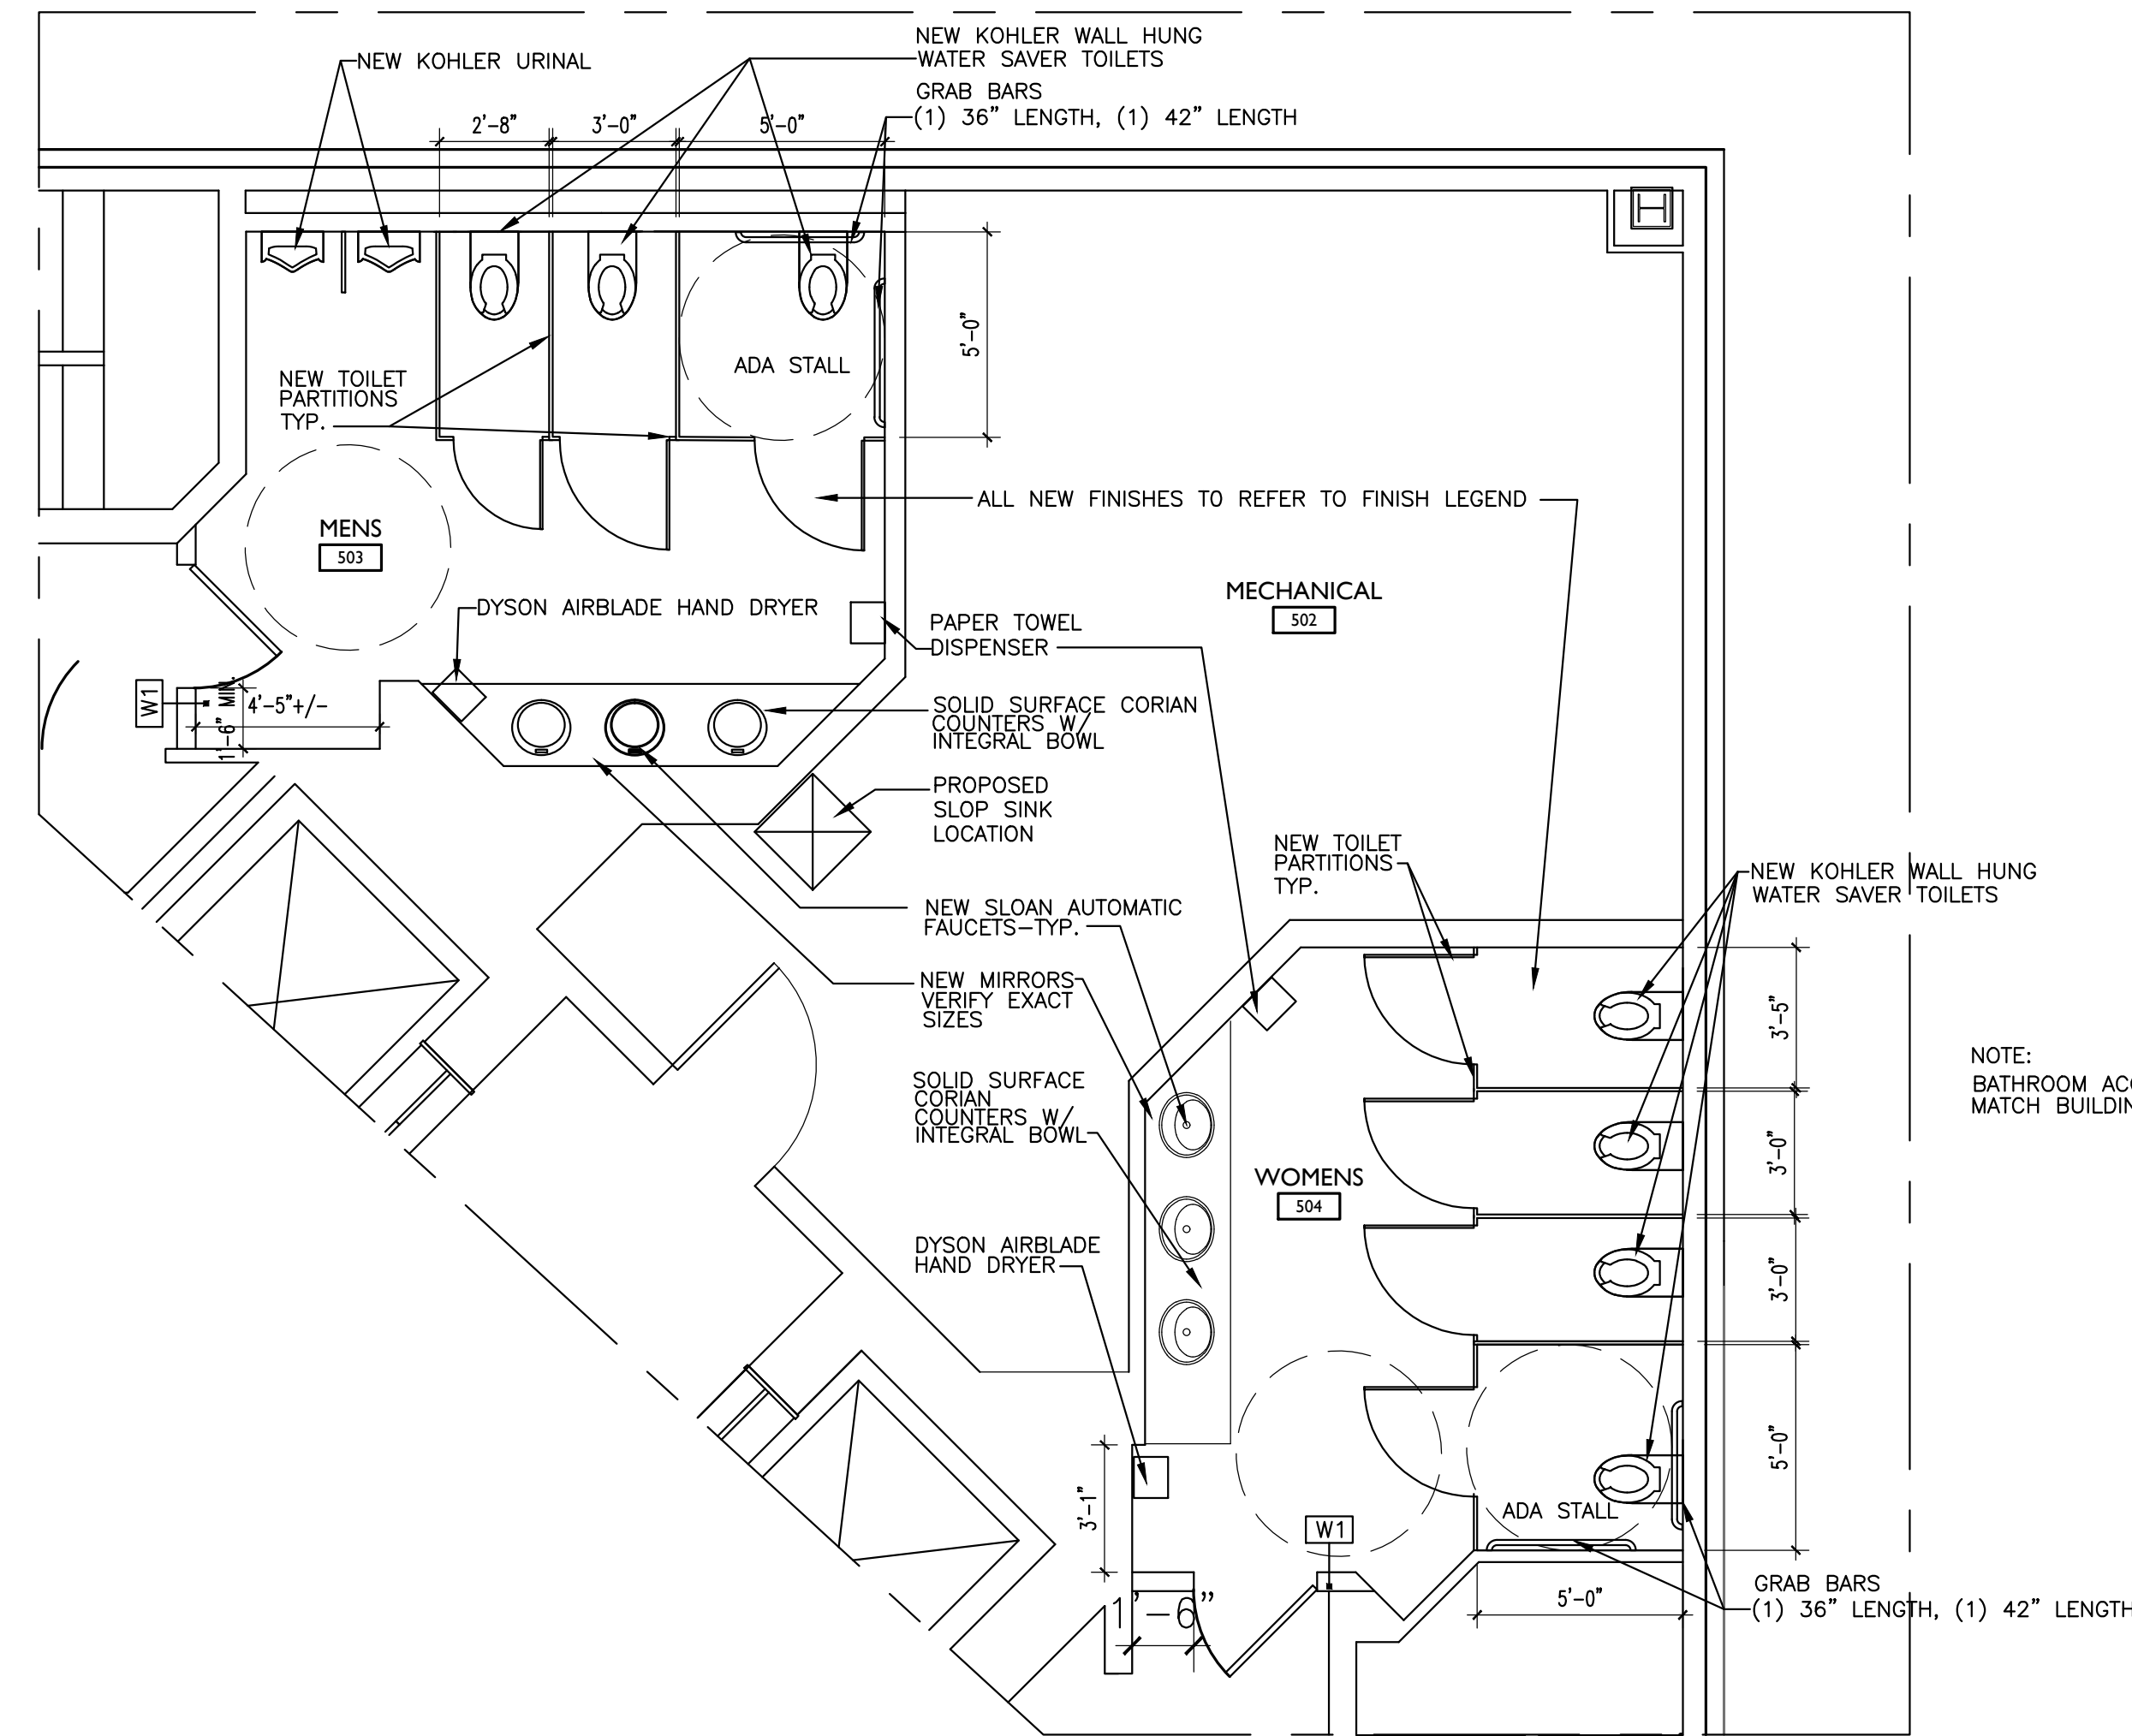 NEW KOHLER URINAL
NEW KOHLER WALL HUNG
WATER SAVER TOILETS
GRAB BARS
(1) 36” LENGTH, (1) 42” LENGTH
2'-8”
3'-0”
5'-0”
H
5'-0”
ADA STALL
NEW TOILET
PARTITIONS
TYP.
ALL NEW FINISHES TO REFER TO FINISH LEGEND
MENS
503
MECHANICAL
502
DYSON AIRBLADE HAND DRYER
PAPER TOWEL
DISPENSER
W1
1'-6” MIN.
4'-5”+/-
SOLID SURFACE CORIAN
COUNTERS W/
INTEGRAL BOWL
PROPOSED
SLOP SINK
LOCATION
NEW TOILET
PARTITIONS
TYP.
NEW KOHLER WALL HUNG
WATER SAVER TOILETS
NEW SLOAN AUTOMATIC
FAUCETS-TYP.
NEW MIRRORS
VERIFY EXACT
SIZES
3'-5”
NOTE:
BATHROOM ACC
MATCH BUILDIN
SOLID SURFACE
CORIAN
COUNTERS W/
INTEGRAL BOWL
3'-0”
WOMENS
504
DYSON AIRBLADE
HAND DRYER
3'-0”
5'-0”
3'-1”
ADA STALL
W1
1'-6”
5'-0”
GRAB BARS
(1) 36” LENGTH, (1) 42” LENGTH